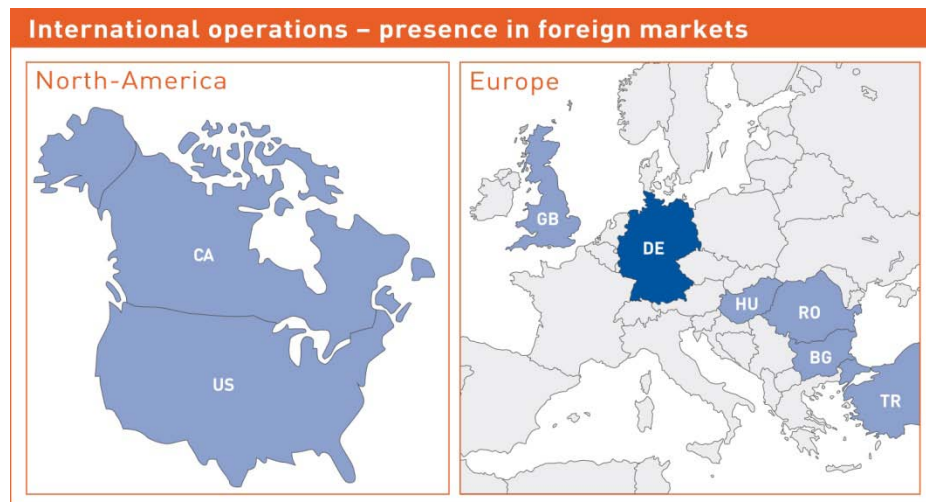 International operations – presence in foreign markets
North-America
Europe
CA
US
GB
DE
HU
RO
BG
TR